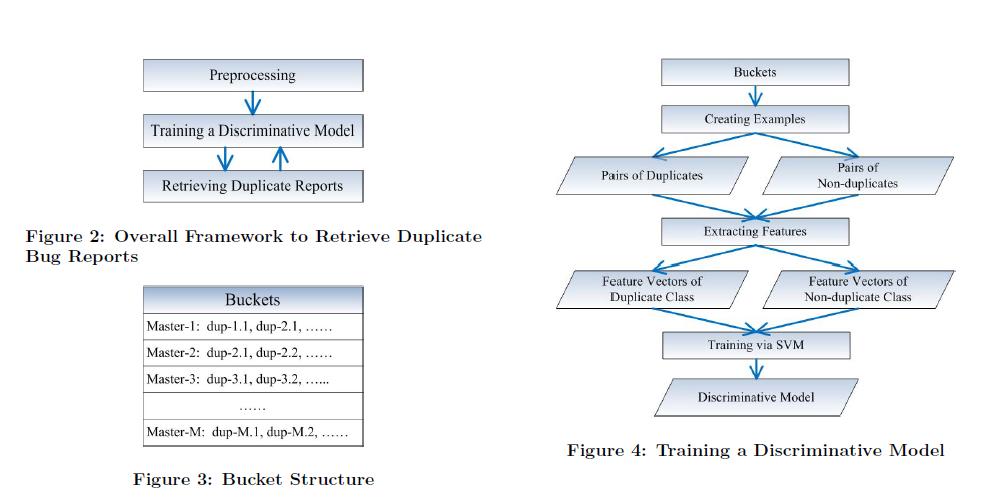 Preprocessing
Training a Discriminative Model
Retrieving Duplicate Reports
Figure 2: Overall Framework to Retrieve Duplicate
Bug Reports
Buckets
Master-1: dup-1.1, dup-2.1, ……
Master-2: dup-2.1, dup-2.2, ……
Master-3: dup-3.1, dup-3.2, …...
……
Master-M: dup-M.1, dup-M.2, ……
Figure 3: Bucket Structure
Buckets
Creating Examples
Pairs of Duplicates
Pairs of
Non-duplicates
Extracting Features
Feature Vectors of
Duplicate Class
Feature Vectors of
Non-duplicate Class
Training via SVM
Discriminative Model
Figure 4: Training a Discriminative Model